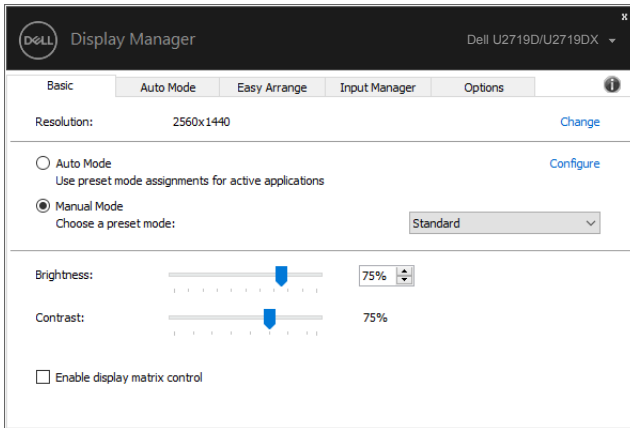 x
DELL Display Manager Dell U2719D/U2719DX
Basic Auto Mode Easy Arrange Input Manager Options i
Resolution: 2560x1440 Change
Auto Mode Configure
Use preset mode assignments for active applications
Manual Mode
Choose a preset mode: Standard
Brightness: 75%
Contrast: 75%
Enable display matrix control